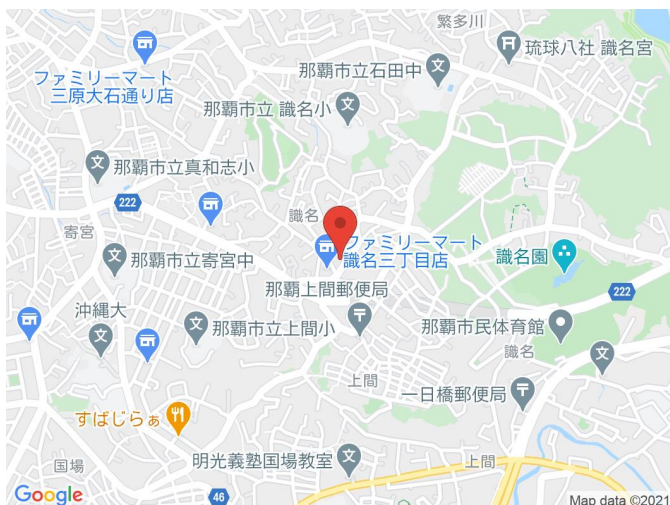 繁多川
琉球八社 識名宮
ファミリーマート
三原大石通り店
那覇市立石田中
那覇市立 識名小
那覇市立真和志小
222
識名
寄宮
ファミリーマート
識名三丁目店
那覇市立寄宮中
識名園
那覇上間郵便局
222
沖縄大
那覇市立上間小
那覇市民体育館
識名
上間
一日橋郵便局
すばじらぁ
明光義塾国場教室
上間
国場
46
Google
Map data ©2021